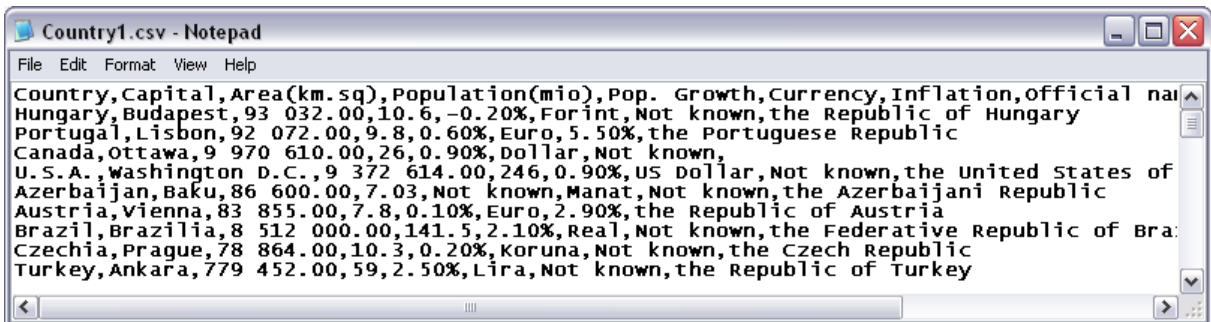 Country1.csv - Notepad
File Edit Format View Help
Country,Capital,Area(km.sq),Population(mio),Pop. Growth,Currency,Inflation,Official
Hungary,Budapest,93 032.00,10.6,-0.20%,Forint,Not known,the Republic of Hungary
Portugal,Lisbon,92 072.00,9.8,0.60%,Euro,5.50%,the Portuguese Republic
Canada,Ottawa,9 970 610.00,26,0.90%,Dollar,Not known,
U.S.A.,Washington D.C.,9 372 614.00,246,0.90%,US Dollar,Not known,the United States of
Azerbaijan,Baku,86 600.00,7.03,Not known,Manat,Not known,the Azerbaijani Republic
Austria,Vienna,83 855.00,7.8,0.10%,Euro,2.90%,the Republic of Austria
Brazil,Brazilia,8 512 000.00,141.5,2.10%,Real,Not known,the Federative Republic of
Czechia,Prague,78 864.00,10.3,0.20%,Koruna,Not known,the Czech Republic
Turkey,Ankara,779 452.00,59,2.50%,Lira,Not known,the Republic of Turkey